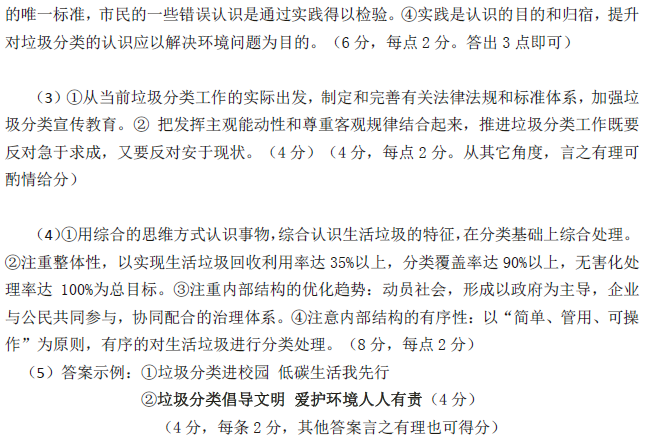 的唯一标准，市民的一些错误认识是通过实践得以检验。④实践是认识的目的和归宿，提升
对垃圾分类的认识应以解决环境问题为目的。（6 分，每点 2 分。答出 3 点即可）
（3）①从当前垃圾分类工作的实际出发，制定和完善有关法律法规和标准体系，加强垃
圾分类宣传教育。② 把发挥主观能动性和尊重客观规律结合起来，推进垃圾分类工作既要
反对急于求成，又要反对安于现状。（4 分）（4 分，每点 2 分。从其它角度，言之有理可
酌情给分）
（4）①用综合的思维方式认识事物，综合认识生活垃圾的特征，在分类基础上综合处理。
②注重整体性，以实现生活垃圾回收利用率达 35%以上，分类覆盖率达 90%以上，无害化处
理率达 100%为总目标。③注重内部结构的优化趋势：动员社会，形成以政府为主导，企业
与公民共同参与，协同配合的治理体系。④注意内部结构的有序性：以“简单、管用、可操
作”为原则，有序的对生活垃圾进行分类处理。（8 分，每点 2 分）
（5）答案示例：①垃圾分类进校园 低碳生活我先行
②垃圾分类倡导文明 爱护环境人人有责（4 分）
（4 分，每条 2 分，其他答案言之有理也可得分）